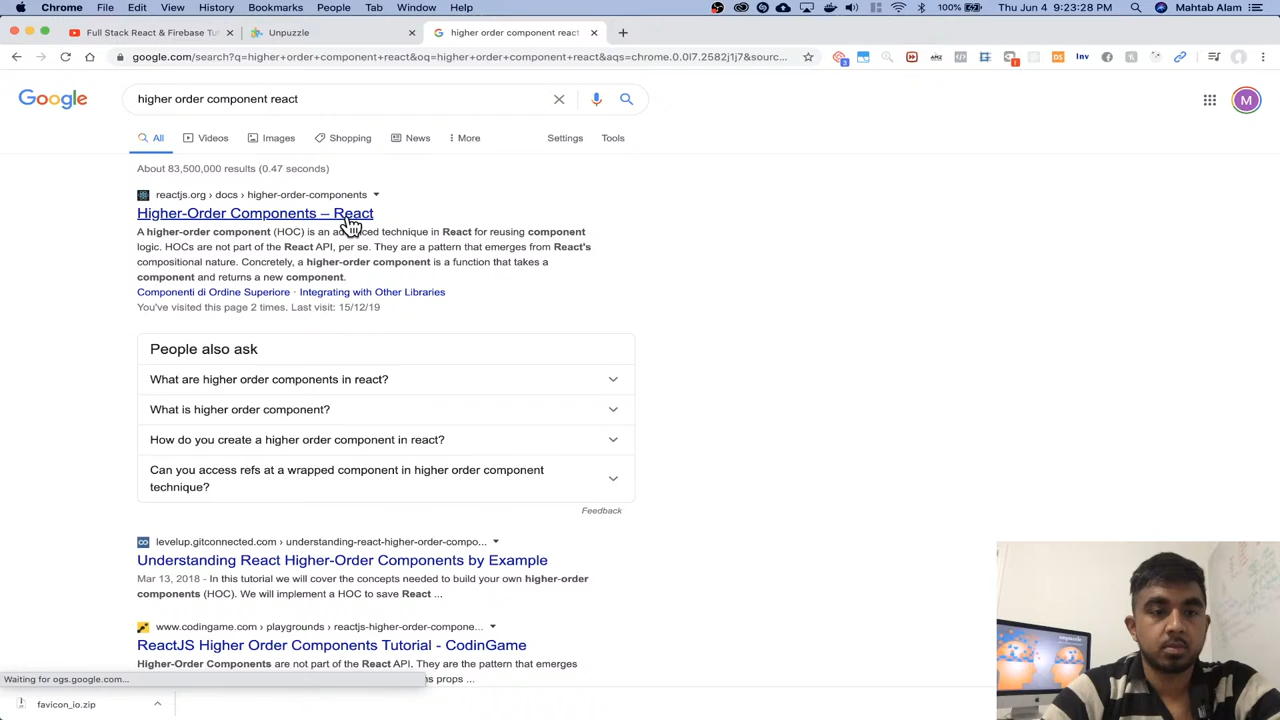 Chrome File Edit View History Bookmarks People Tab Window Help
100% Thu Jun 4 9:23:28 PM Mahtab Alam
Full Stack React & Firebase Tut
Unpuzzle
higher order component react
google.com/search?q=higher+order+component+react&oq=higher+order+component+react&aqs=chrome.0.0l7.2582j1j7&sourc...
3
Inv
DS
Google
higher order component react
M
All Videos Images Shopping News More Settings Tools
About 83,500,000 results (0.47 seconds)
reactjs.org › docs › higher-order-components
Higher-Order Components – React
A higher-order component (HOC) is an advanced technique in React for reusing component
logic. HOCs are not part of the React API, per se. They are a pattern that emerges from React's
compositional nature. Concretely, a higher-order component is a function that takes a
component and returns a new component.
Componenti di Ordine Superiore · Integrating with Other Libraries
You've visited this page 2 times. Last visit: 15/12/19
People also ask
What are higher order components in react?
What is higher order component?
How do you create a higher order component in react?
Can you access refs at a wrapped component in higher order component
technique?
Feedback
levelup.gitconnected.com › understanding-react-higher-order-compo...
Understanding React Higher-Order Components by Example
Mar 13, 2018 - In this tutorial we will cover the concepts needed to build your own higher-order
components (HOC). We will implement a HOC to save React ...
www.codingame.com › playgrounds › reactjs-higher-order-compone...
ReactJS Higher Order Components Tutorial - CodinGame
Higher-Order Components are not part of the React API. They are the pattern that emerges
ns props ...
Waiting for ogs.google.com...
favicon_io.zip